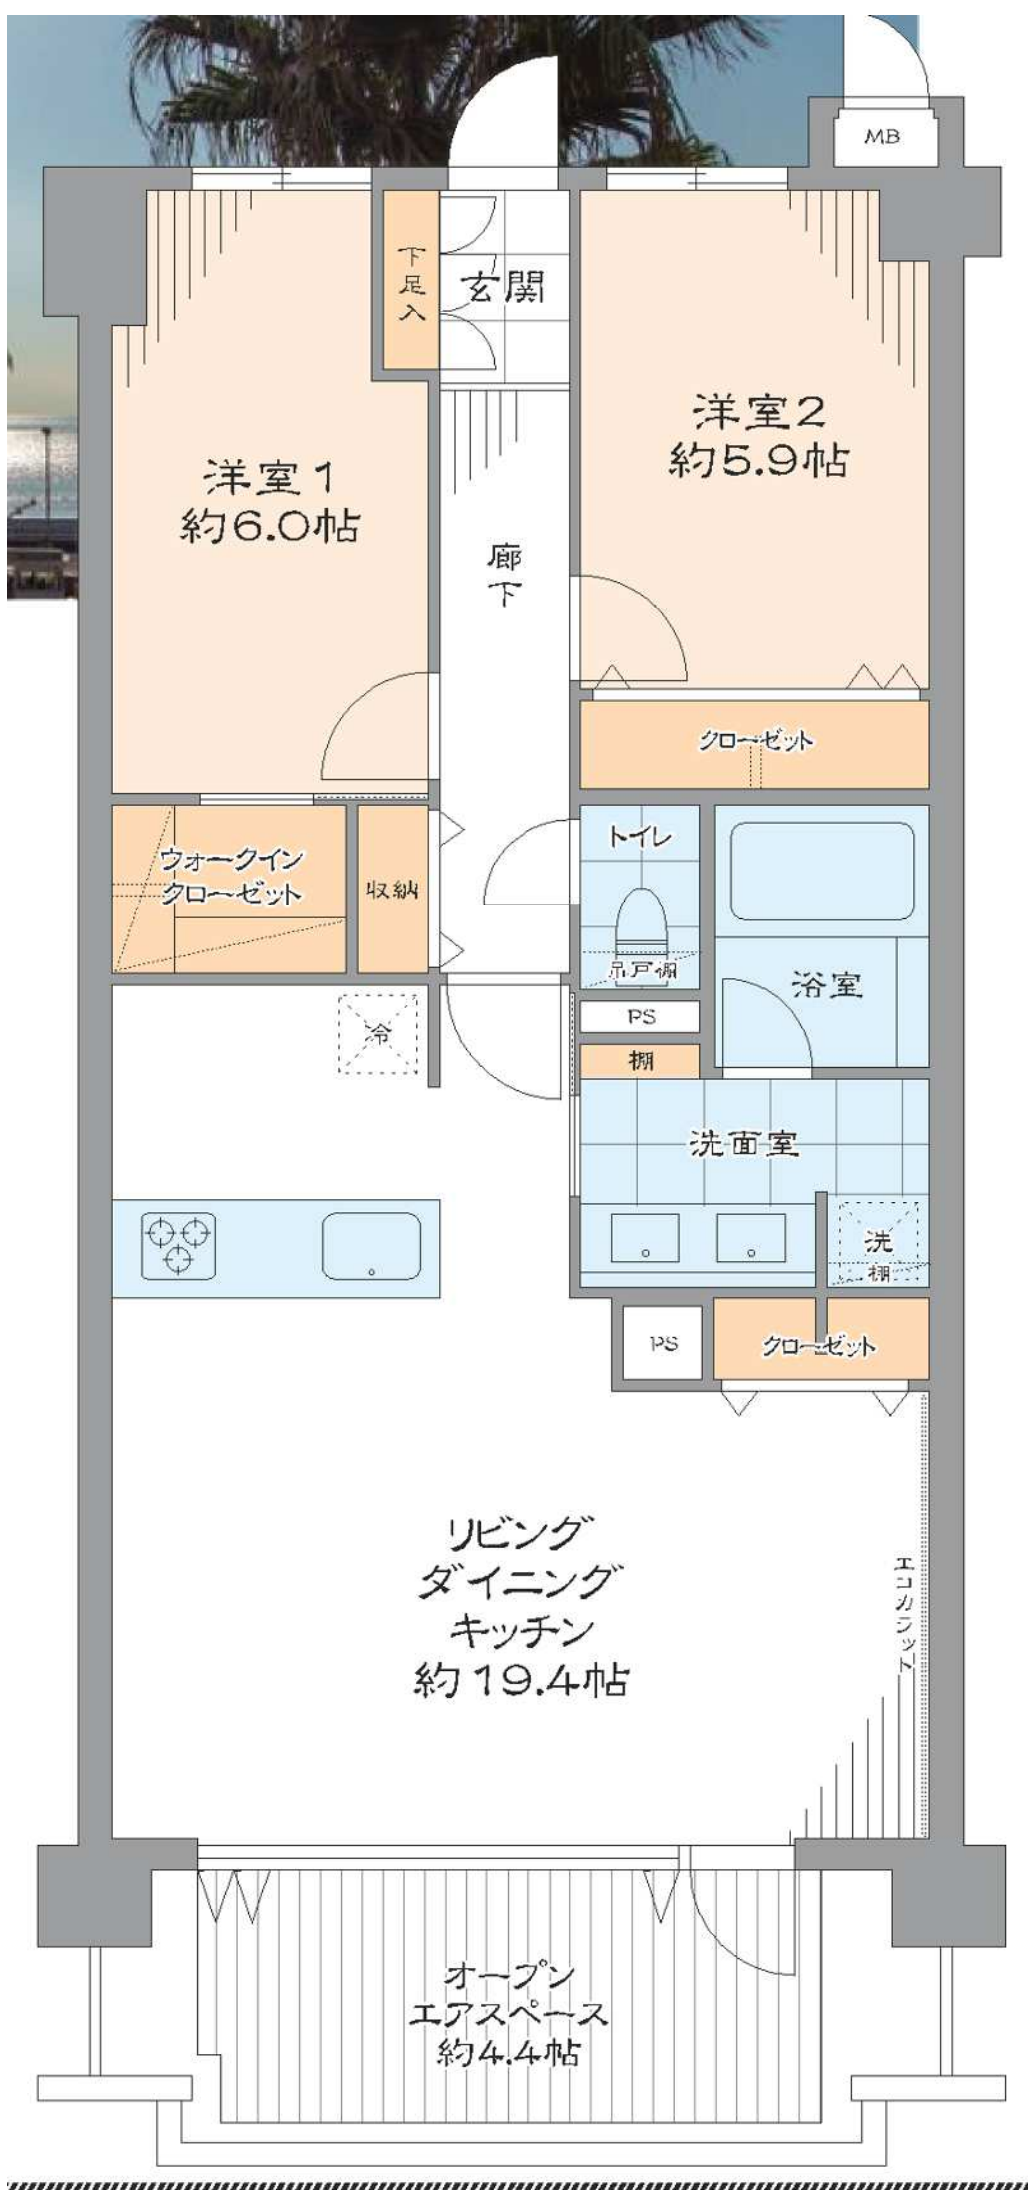 MB
下足入
玄関
洋室2
約5.9帖
洋室1
約6.0帖
廊下
クローゼット
トイレ
ウォークイン
クローゼット
収納
吊戸棚
浴室
PS
冷
棚
洗面室
洗
棚
PS
クローゼット
リビング
ダイニング
キッチン
約19.4帖
エコカラット
オープン
エアスペース
約4.4帖